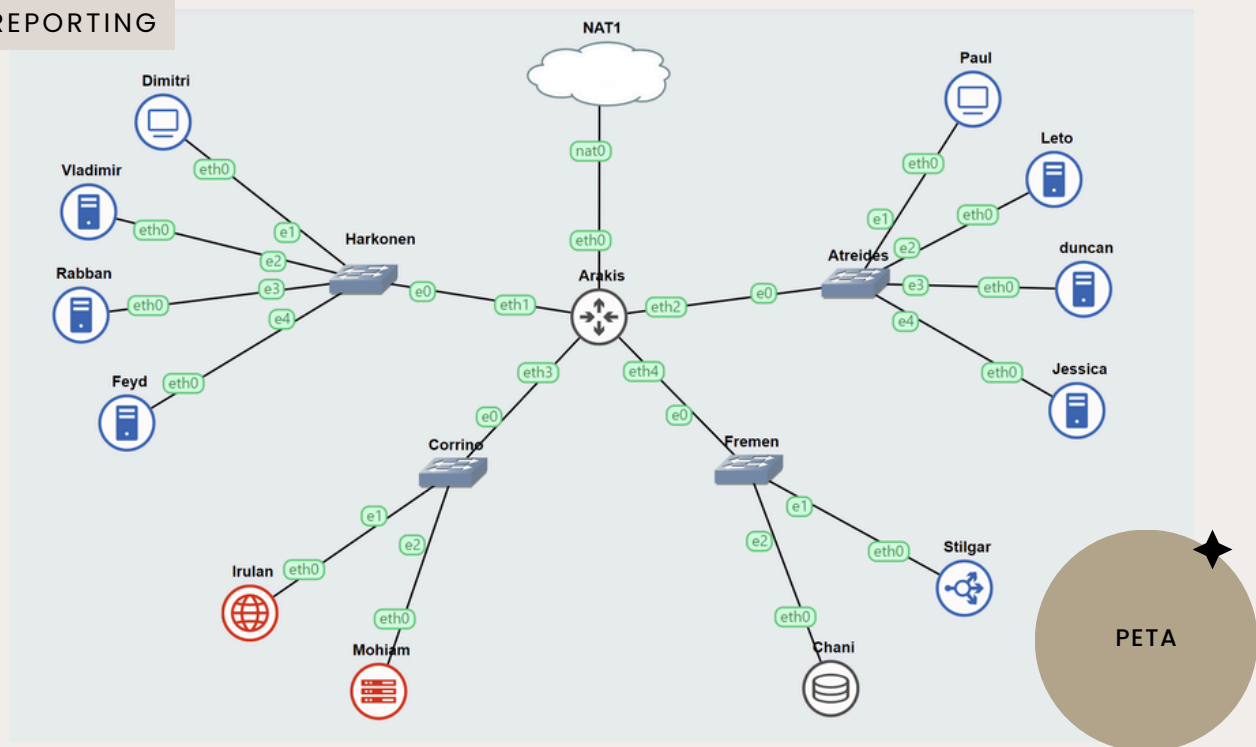 REPORTING
NAT1
Dimitri
Paul
Leto
nat0
eth0
eth0
Vladimir
eth0
e1
eth0
e1
eth0
Harkonen
e2
e2
duncan
Atreides
Rabban
e3
Arakis
e3
eth0
eth0
e0
eth1
eth2
e0
e4
e4
Feyd
eth0
eth3
eth4
eth0
Jessica
e0
e0
Corrino
Fremen
e1
e1
e2
e2
eth0
Stilgar
Irulan
eth0
eth0
eth0
Mohiam
Chani
PETA